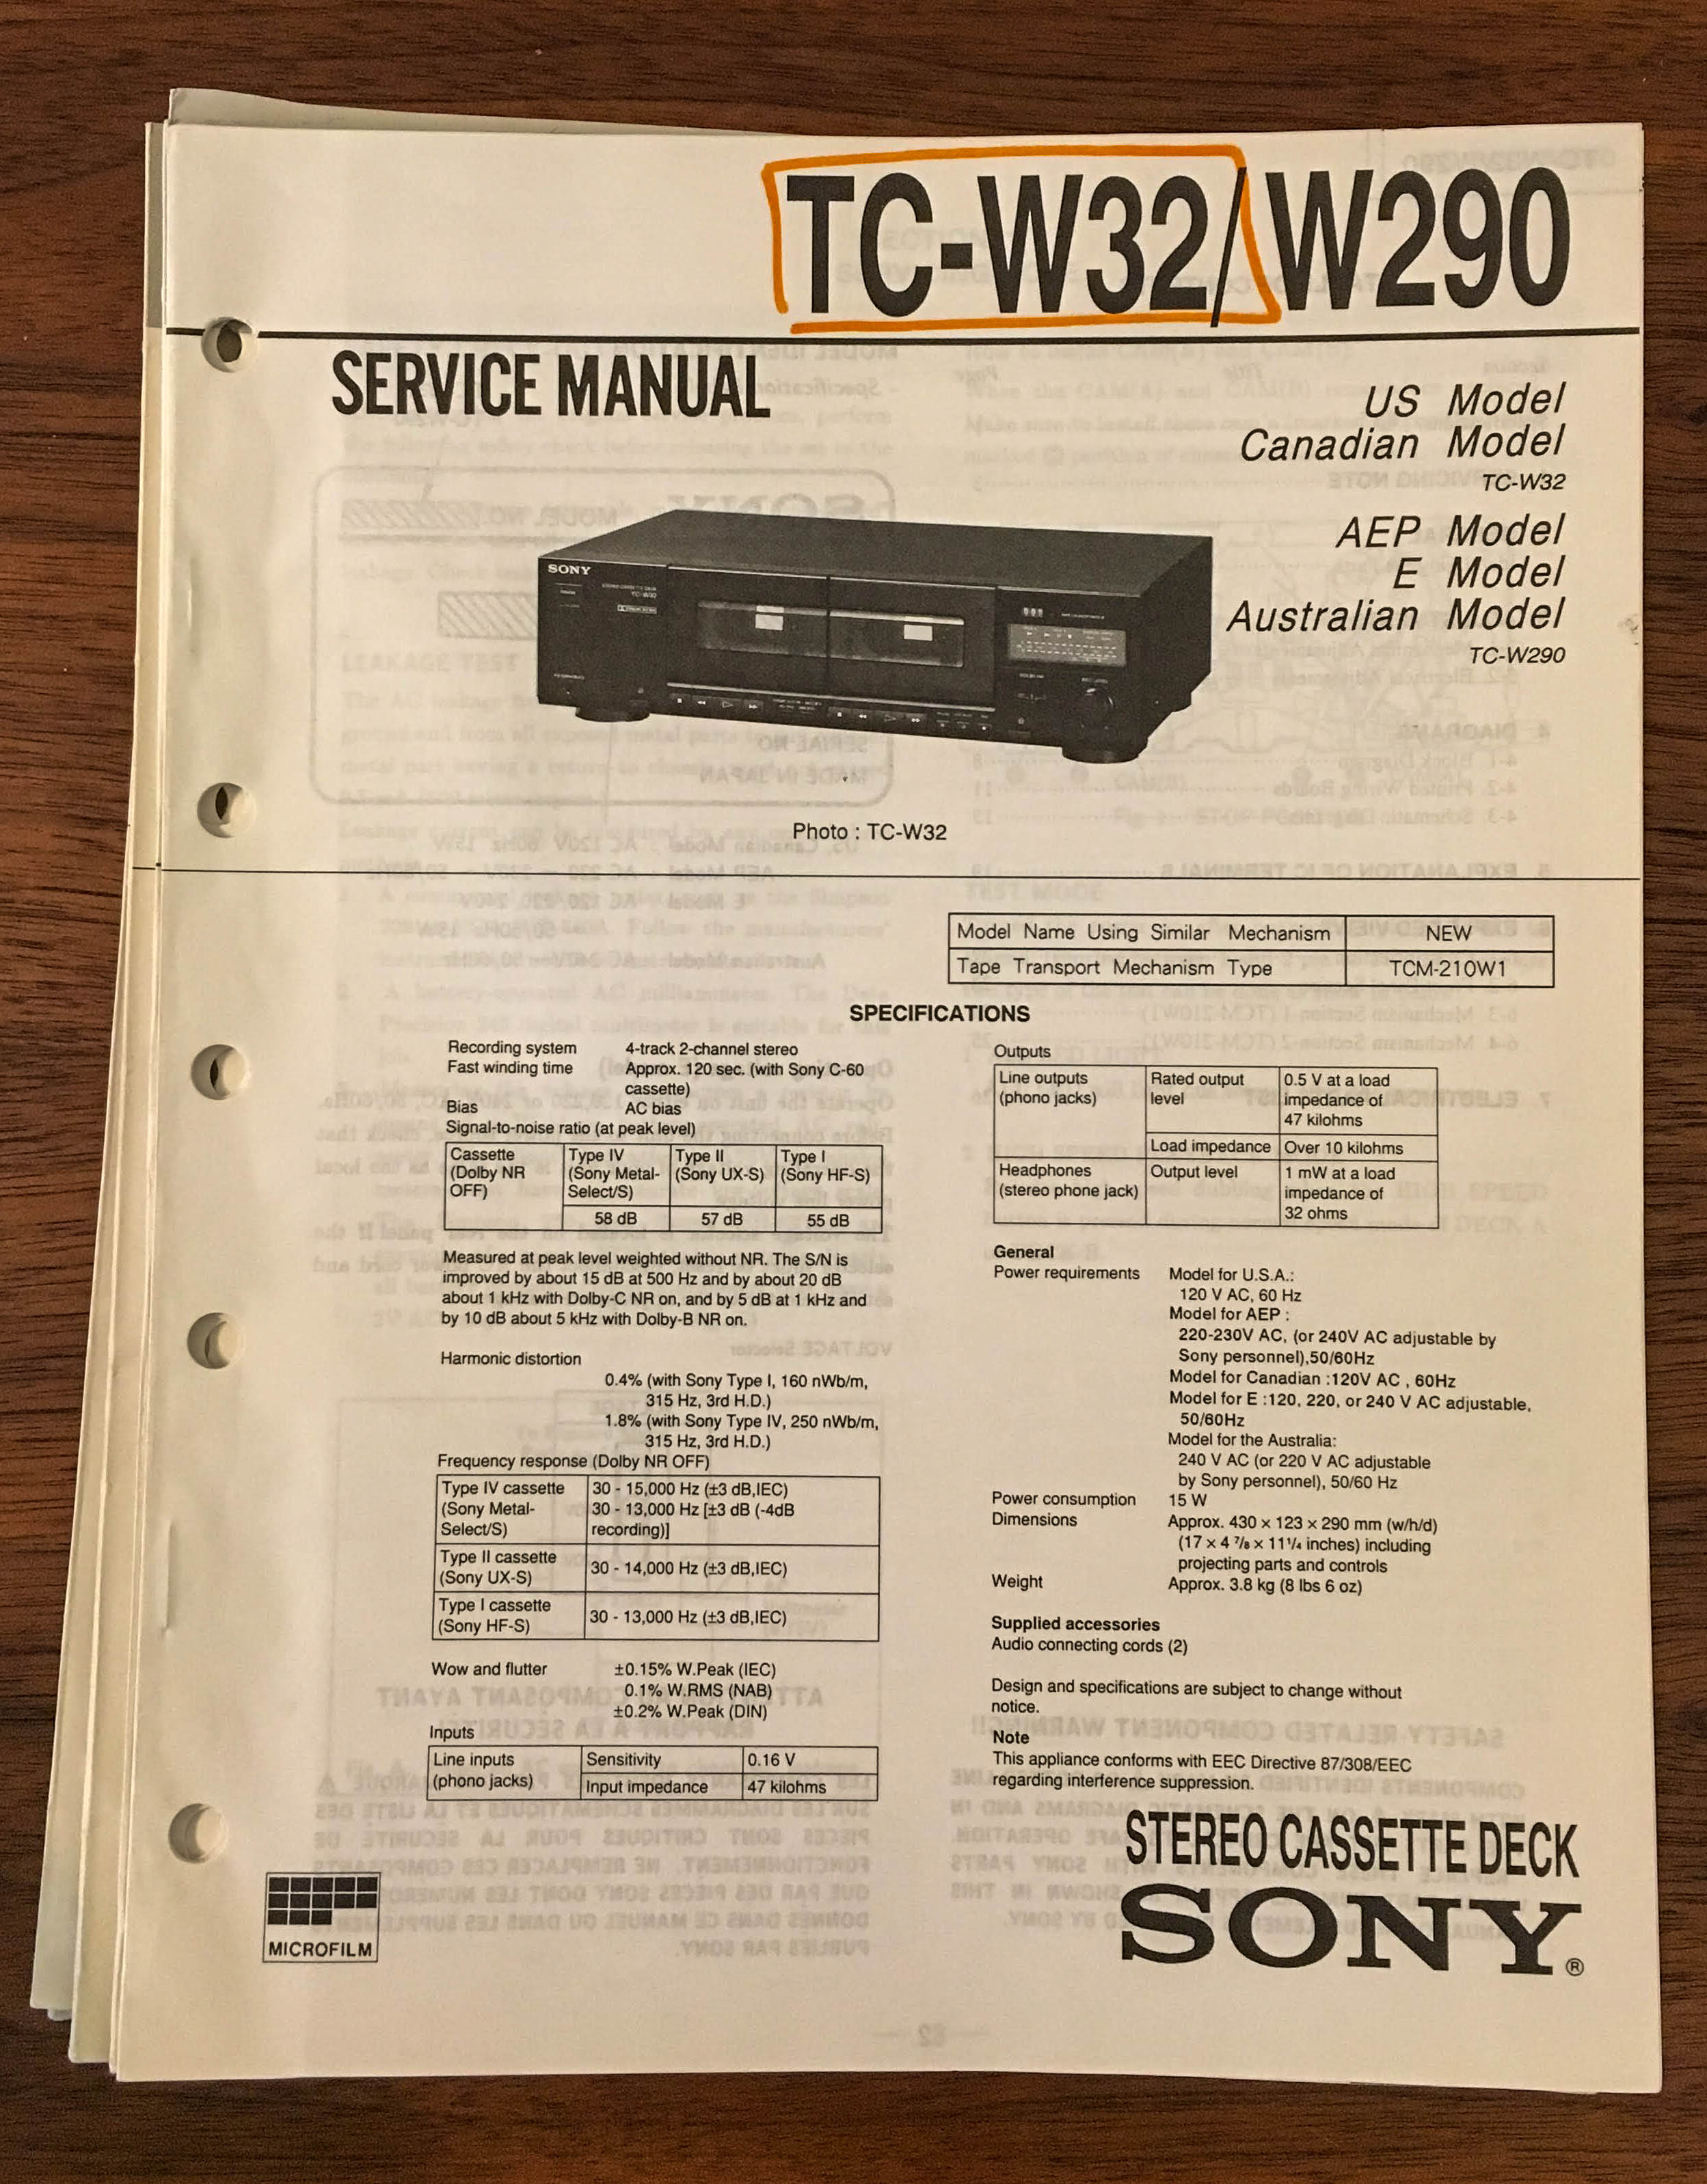 TC-W32/W290
SERVICE MANUAL
US Model
Canadian Model
TC-W32
AEP Model
E Model
Australian Model
TC-W290
SONY
TC-W32
Photo : TC-W32
Model Name Using Similar Mechanism NEW
Tape Transport Mechanism Type TCM-210W1
SPECIFICATIONS
Recording system 4-track 2-channel stereo
Fast winding time Approx. 120 sec. (with Sony C-60
cassette)
Bias AC bias
Signal-to-noise ratio (at peak level)
Cassette Type IV Type II Type I
(Dolby NR (Sony Metal- (Sony UX-S) (Sony HF-S)
OFF) Select/S)
58 dB 57 dB 55 dB
Measured at peak level weighted without NR. The S/N is
improved by about 15 dB at 500 Hz and by about 20 dB
about 1 kHz with Dolby-C NR on, and by 5 dB at 1 kHz and
by 10 dB about 5 kHz with Dolby-B NR on.
Harmonic distortion
0.4% (with Sony Type I, 160 nWb/m,
315 Hz, 3rd H.D.)
1.8% (with Sony Type IV, 250 nWb/m,
315 Hz, 3rd H.D.)
Frequency response (Dolby NR OFF)
Type IV cassette 30 - 15,000 Hz (±3 dB,IEC)
(Sony Metal- 30 - 13,000 Hz [±3 dB (-4dB
Select/S) recording)]
Type II cassette
(Sony UX-S) 30 - 14,000 Hz (±3 dB,IEC)
Type I cassette
(Sony HF-S) 30 - 13,000 Hz (±3 dB,IEC)
Wow and flutter ±0.15% W.Peak (IEC)
0.1% W.RMS (NAB)
±0.2% W.Peak (DIN)
Inputs
Line inputs Sensitivity 0.16 V
(phono jacks) Input impedance 47 kilohms
Outputs
Line outputs Rated output 0.5 V at a load
(phono jacks) level impedance of
47 kilohms
Load impedance Over 10 kilohms
Headphones Output level 1 mW at a load
(stereo phone jack) impedance of
32 ohms
General
Power requirements Model for U.S.A.:
120 V AC, 60 Hz
Model for AEP :
220-230V AC, (or 240V AC adjustable by
Sony personnel),50/60Hz
Model for Canadian :120V AC , 60Hz
Model for E :120, 220, or 240 V AC adjustable,
50/60Hz
Model for the Australia:
240 V AC (or 220 V AC adjustable
by Sony personnel), 50/60 Hz
Power consumption 15 W
Dimensions Approx. 430 × 123 × 290 mm (w/h/d)
(17 × 4 7/8 × 11 1/4 inches) including
projecting parts and controls
Weight Approx. 3.8 kg (8 lbs 6 oz)
Supplied accessories
Audio connecting cords (2)
Design and specifications are subject to change without
notice.
Note
This appliance conforms with EEC Directive 87/308/EEC
regarding interference suppression.
STEREO CASSETTE DECK
SONY®
MICROFILM